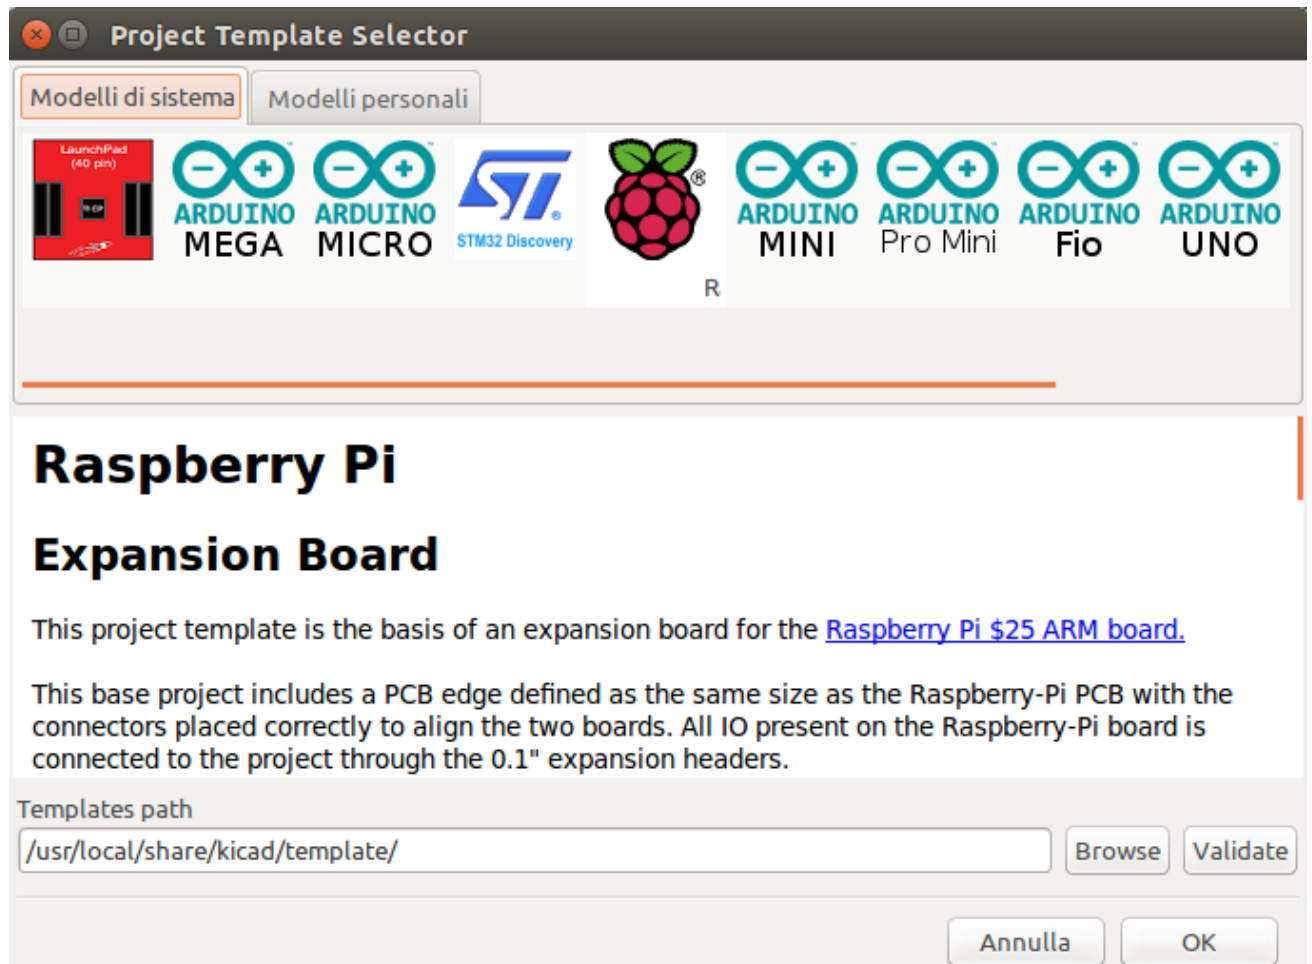 Project Template Selector
Modelli di sistema
Modelli personali
LaunchPad
(40 pin)
ARDUINO
MEGA
ARDUINO
MICRO
STM32 Discovery
®
R
ARDUINO
MINI
ARDUINO
Pro Mini
ARDUINO
Fio
ARDUINO
UNO
Raspberry Pi
Expansion Board
This project template is the basis of an expansion board for the Raspberry Pi $25 ARM board.
This base project includes a PCB edge defined as the same size as the Raspberry-Pi PCB with the
connectors placed correctly to align the two boards. All IO present on the Raspberry-Pi board is
connected to the project through the 0.1" expansion headers.
Templates path
/usr/local/share/kicad/template/
Browse
Validate
Annulla
OK